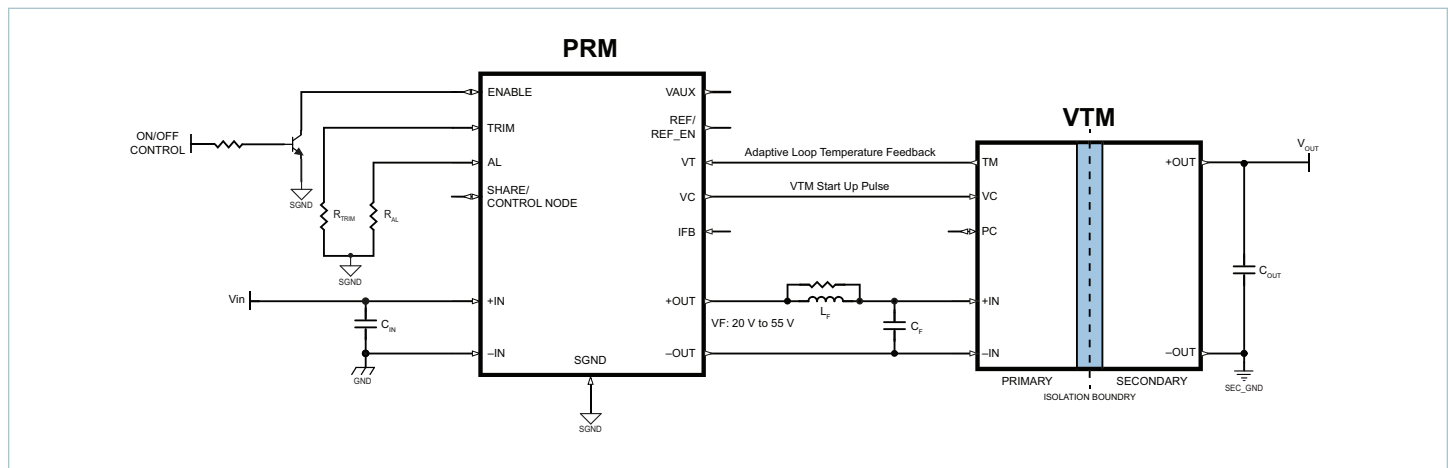 PRM
VTM
ON/OFF
CONTROL
SGND
R_TRIM
R_AL
SGND
Vin
C_IN
GND
ENABLE
TRIM
AL
SHARE/
CONTROL NODE
+IN
–IN
SGND
SGND
VAUX
REF/
REF_EN
VT
VC
IFB
+OUT
–OUT
Adaptive Loop Temperature Feedback
VTM Start Up Pulse
VF: 20 V to 55 V
L_F
C_F
TM
VC
PC
+IN
–IN
+OUT
–OUT
PRIMARY
SECONDARY
ISOLATION BOUNDRY
V_OUT
C_OUT
SEC_GND